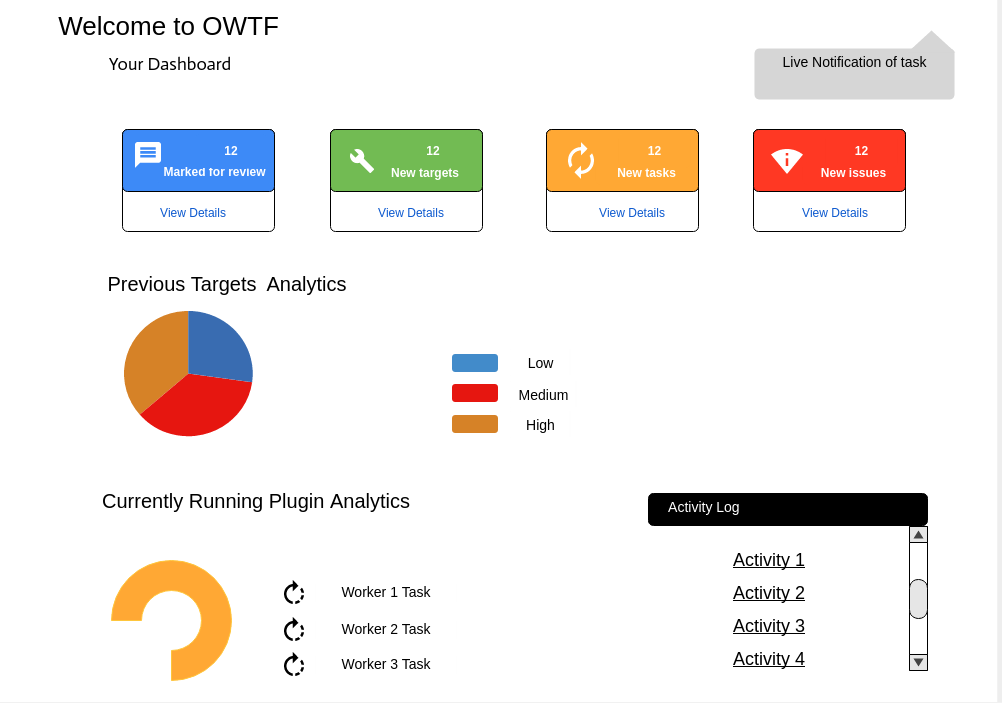 Welcome to OWTF
Your Dashboard
Live Notification of task
12
Marked for review
View Details
12
New targets
View Details
12
New tasks
View Details
12
New issues
View Details
Previous Targets  Analytics
Low
Medium
High
Currently Running Plugin Analytics
Worker 1 Task
Worker 2 Task
Worker 3 Task
Activity Log
Activity 1
Activity 2
Activity 3
Activity 4